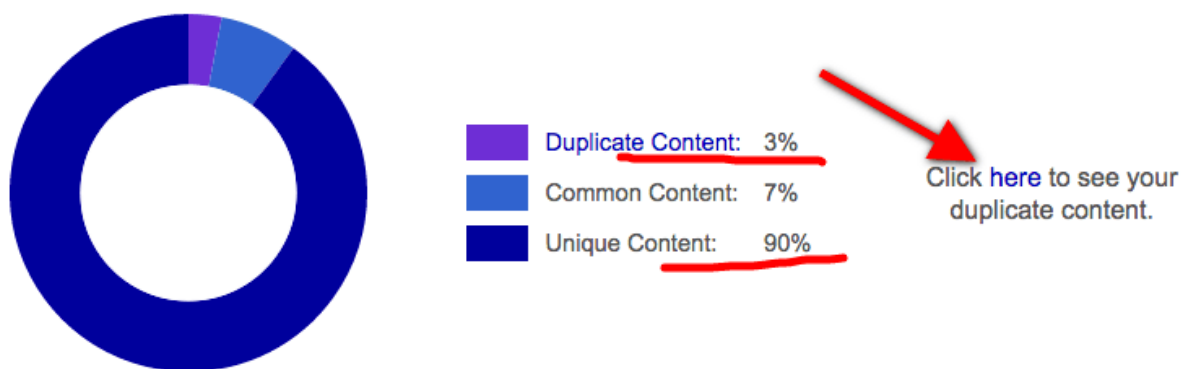 Duplicate Content: 3%
Common Content: 7%
Unique Content: 90%
Click here to see your
duplicate content.